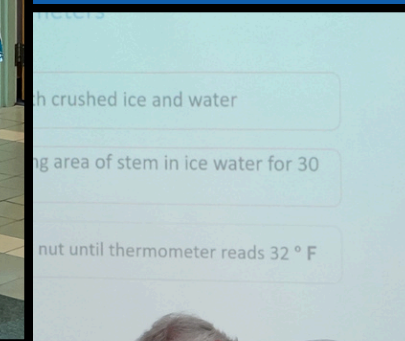 h crushed ice and water
ng area of stem in ice water for 30
nut until thermometer reads 32 ° F